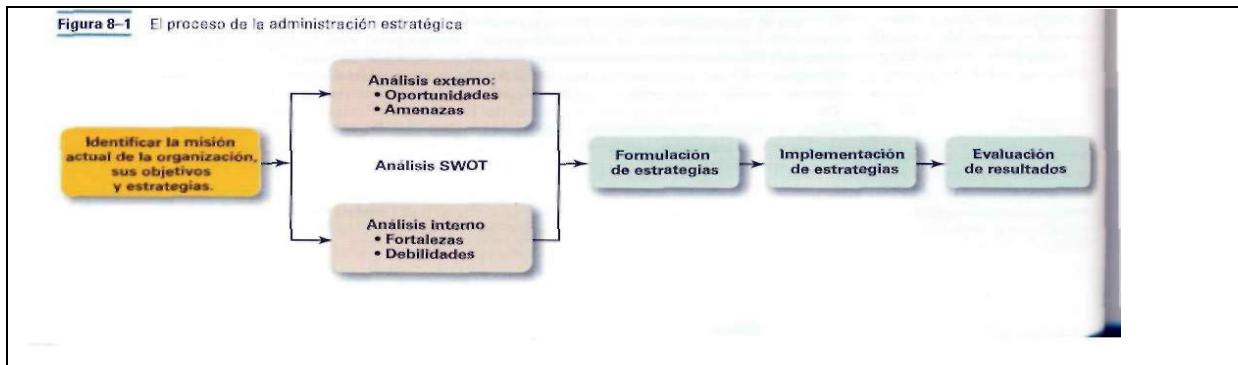 Figura 8–1 El proceso de la administración estratégica
Identificar la misión
actual de la organización,
sus objetivos
y estrategias.
Análisis externo:
• Oportunidades
• Amenazas
Análisis SWOT
Análisis interno
• Fortalezas
• Debilidades
Formulación
de estrategias
Implementación
de estrategias
Evaluación
de resultados